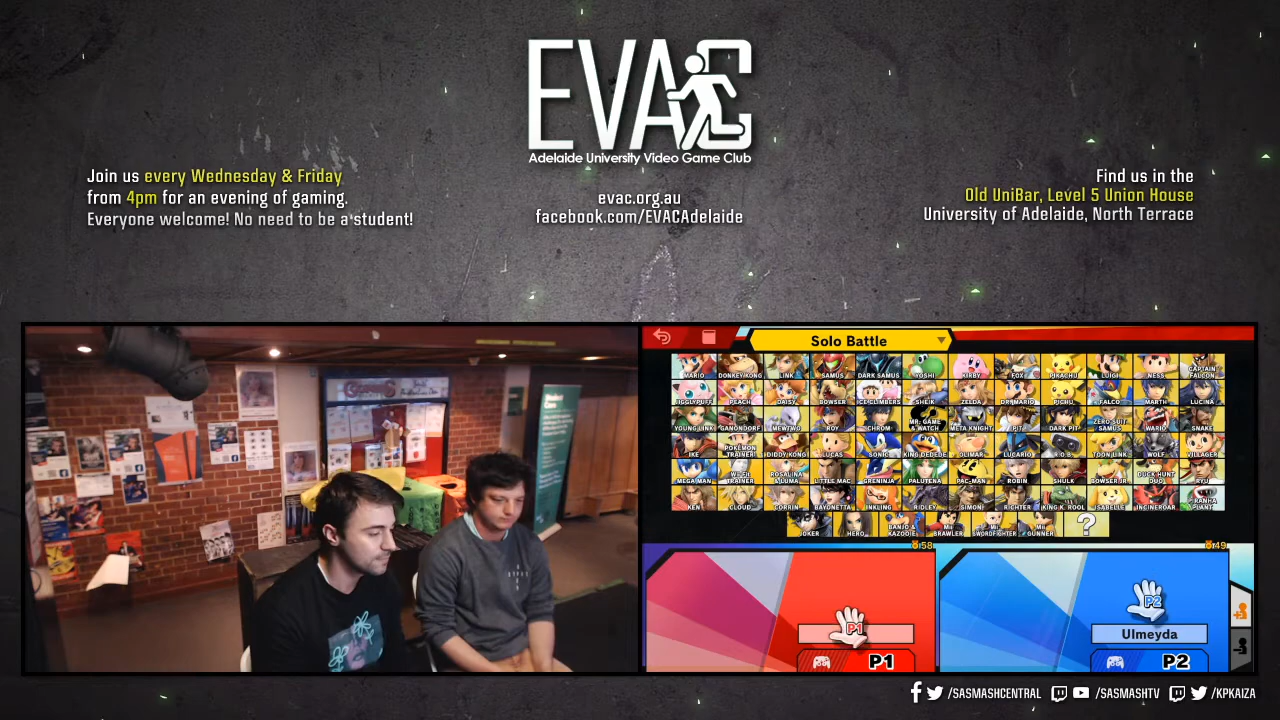 EVAC
Adelaide University Video Game Club
Join us every Wednesday & Friday
from 4pm for an evening of gaming.
Everyone welcome! No need to be a student!
evac.org.au
facebook.com/EVACAdelaide
Find us in the
Old UniBar, Level 5 Union House
University of Adelaide, North Terrace
Solo Battle
MARIO DONKEY KONG LINK SAMUS DARK SAMUS YOSHI KIRBY FOX PIKACHU LUIGI NESS CAPTAIN FALCON
JIGGLYPUFF PEACH DAISY BOWSER ICE CLIMBERS SHEIK ZELDA DR. MARIO PICHU FALCO MARTH LUCINA
YOUNG LINK GANONDORF MEWTWO ROY CHROM MR. GAME & WATCH META KNIGHT PIT DARK PIT ZERO SUIT SAMUS WARIO SNAKE
IKE POKÉMON TRAINER DIDDY KONG LUCAS SONIC KING DEDEDE OLIMAR LUCARIO R.O.B. TOON LINK WOLF VILLAGER
MEGA MAN Wii Fit TRAINER ROSALINA & LUMA LITTLE MAC GRENINJA PALUTENA PAC-MAN ROBIN SHULK BOWSER JR. DUCK HUNT DUO RYU
KEN CLOUD CORRIN BAYONETTA INKLING RIDLEY SIMON RICHTER KING K. ROOL ISABELLE INCINEROAR PIRANHA PLANT
JOKER HERO BANJO & KAZOOIE Mii BRAWLER Mii SWORDFIGHTER Mii GUNNER ?
58
49
P1
P2
Ulmeyda
P1
P2
/SASMASHCENTRAL /SASMASHTV /KPKAIZA